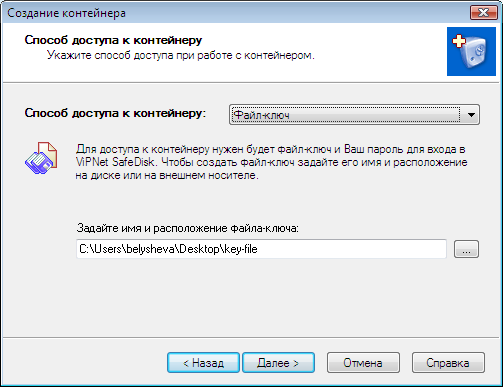 Создание контейнера
Способ доступа к контейнеру
Укажите способ доступа при работе с контейнером.
Способ доступа к контейнеру: Файл-ключ
Для доступа к контейнеру нужен будет файл-ключ и Ваш пароль для входа в
ViPNet SafeDisk. Чтобы создать файл-ключ задайте его имя и расположение
на диске или на внешнем носителе.
Задайте имя и расположение файла-ключа:
C:\Users\belysheva\Desktop\key-file ...
< Назад Далее > Отмена Справка